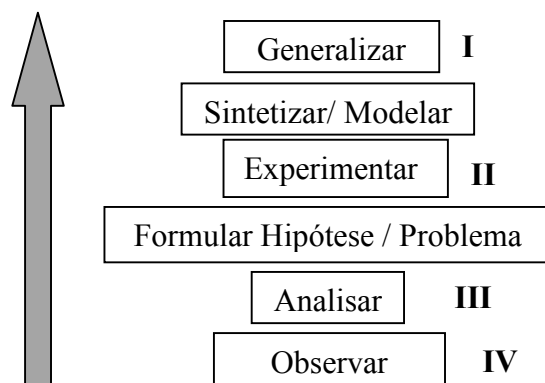 Generalizar I
Sintetizar/ Modelar
Experimentar II
Formular Hipótese / Problema
Analisar III
Observar IV